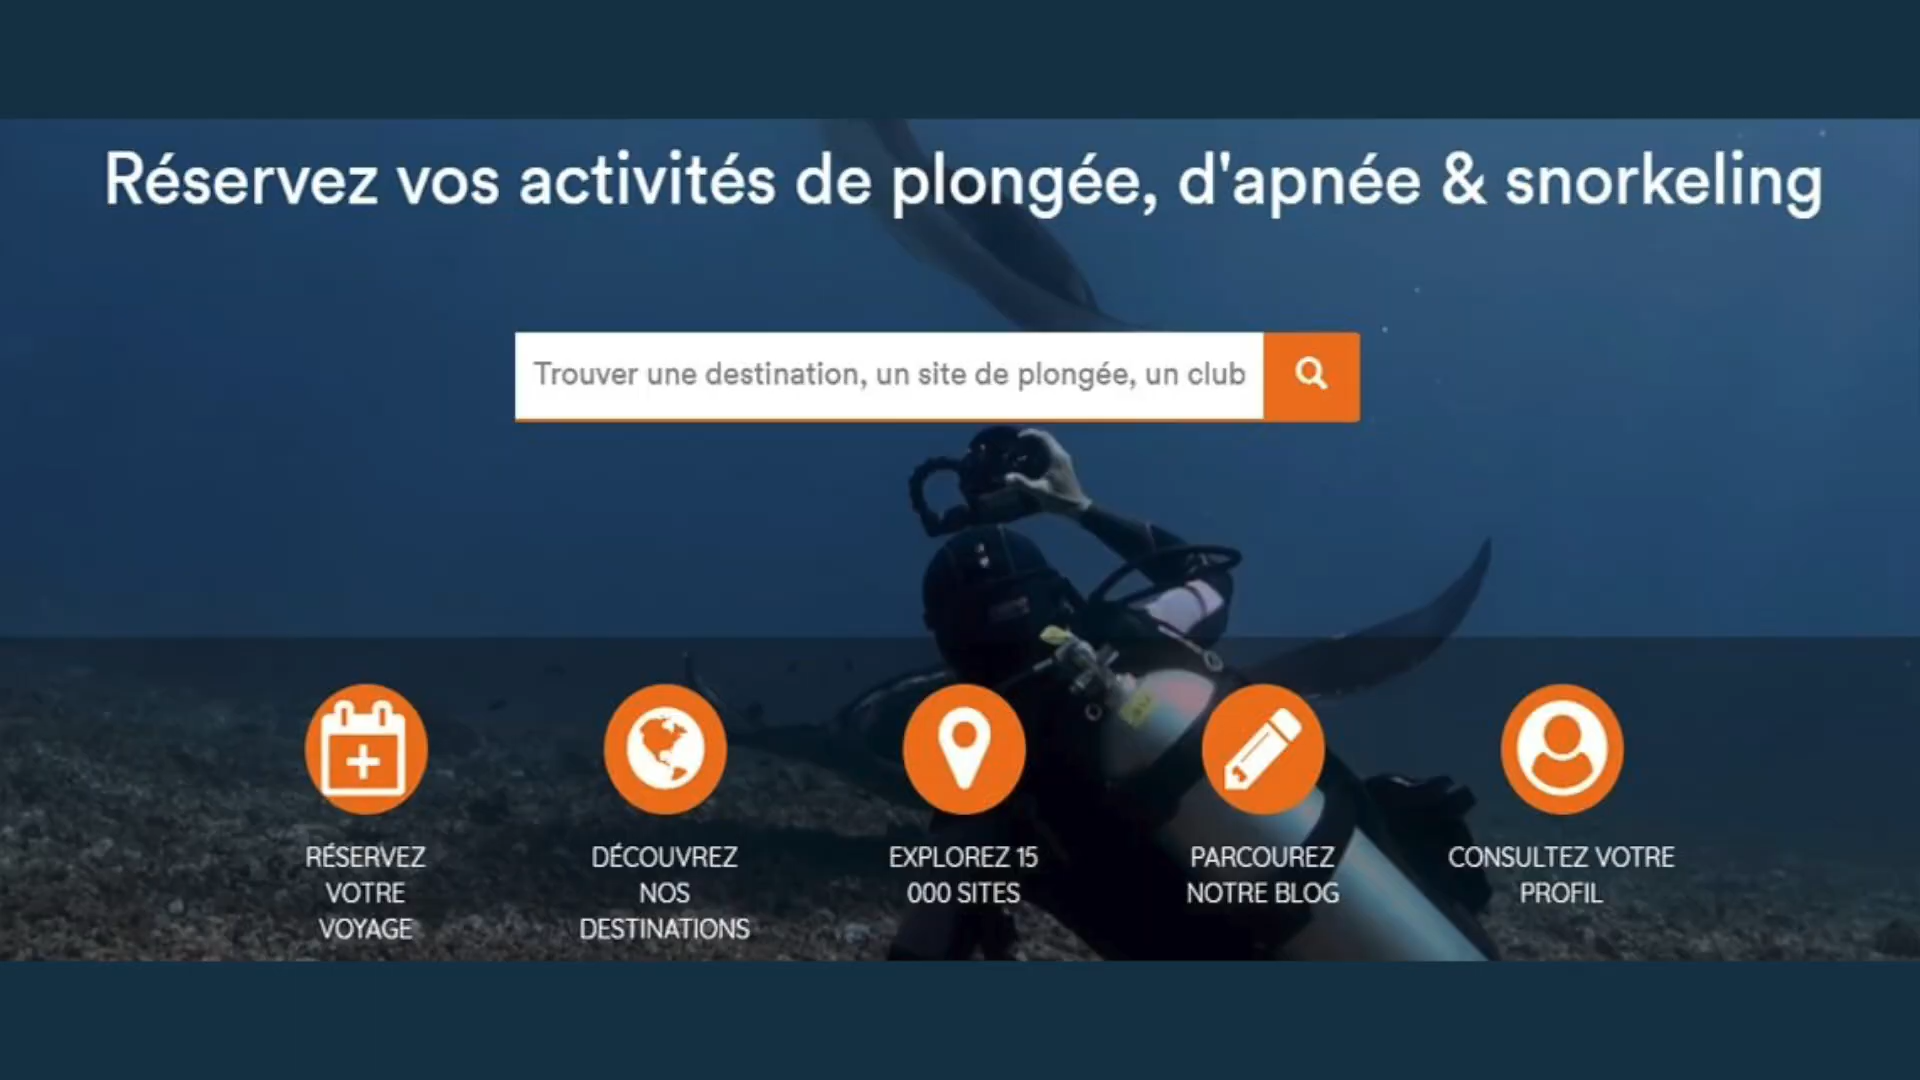 Réservez vos activités de plongée, d'apnée & snorkeling
Trouver une destination, un site de plongée, un club
RÉSERVEZ
VOTRE
VOYAGE
DÉCOUVREZ
NOS
DESTINATIONS
EXPLOREZ 15
000 SITES
PARCOUREZ
NOTRE BLOG
CONSULTEZ VOTRE
PROFIL